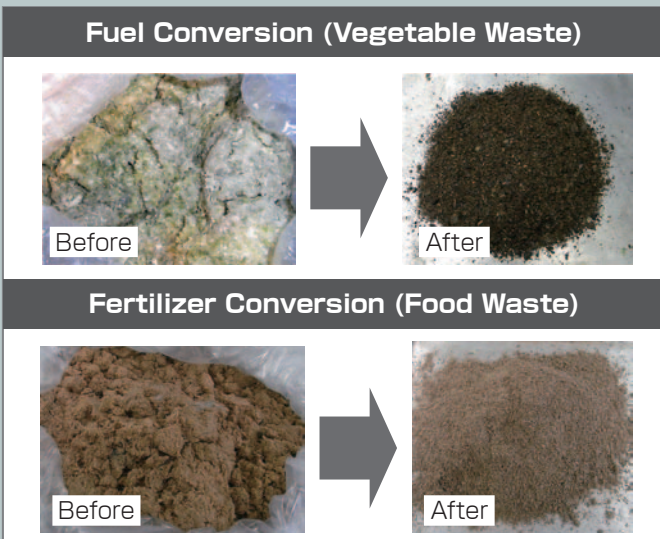 Fuel Conversion (Vegetable Waste)
Before
After
Fertilizer Conversion (Food Waste)
Before
After